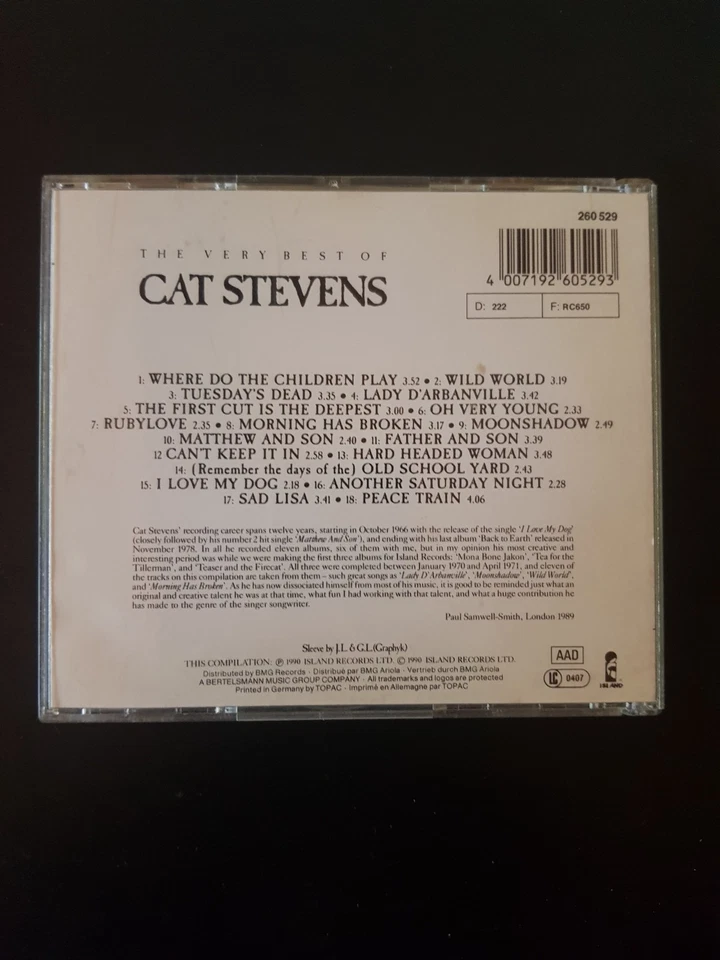 260 529
THE VERY BEST OF
CAT STEVENS
4 007192 605293
D: 222 F: RC650
1: WHERE DO THE CHILDREN PLAY 3.52 • 2: WILD WORLD 3.19
3: TUESDAY'S DEAD 3.35 • 4: LADY D'ARBANVILLE 3.42
5: THE FIRST CUT IS THE DEEPEST 3.00 • 6: OH VERY YOUNG 2.33
7: RUBYLOVE 2.35 • 8: MORNING HAS BROKEN 3.17 • 9: MOONSHADOW 2.49
10: MATTHEW AND SON 2.40 • 11: FATHER AND SON 3.39
12 CAN'T KEEP IT IN 2.58 • 13: HARD HEADED WOMAN 3.48
14: (Remember the days of the) OLD SCHOOL YARD 2.43
15: I LOVE MY DOG 2.18 • 16: ANOTHER SATURDAY NIGHT 2.28
17: SAD LISA 3.41 • 18: PEACE TRAIN 4.06
Cat Stevens' recording career spans twelve years, starting in October 1966 with the release of the single 'I Love My Dog'
(closely followed by his number 2 hit single 'Matthew And Son'), and ending with his last album 'Back to Earth' released in
November 1978. In all he recorded eleven albums, six of them with me, but in my opinion his most creative and
interesting period was while we were making the first three albums for Island Records: 'Mona Bone Jakon', 'Tea for the
Tillerman', and 'Teaser and the Firecat'. All three were completed between January 1970 and April 1971, and eleven of
the tracks on this compilation are taken from them – such great songs as 'Lady D'Arbanville', 'Moonshadow', 'Wild World',
and 'Morning Has Broken'. As he has now dissociated himself from most of his music, it is good to be reminded just what an
original and creative talent he was at that time, what fun I had working with that talent, and what a huge contribution he
has made to the genre of the singer songwriter.
Paul Samwell-Smith, London 1989
Sleeve by J.L. & G.L.(Graphyk)
THIS COMPILATION: ℗ 1990 ISLAND RECORDS LTD. © 1990 ISLAND RECORDS LTD.
Distributed by BMG Records · Distribué par BMG Ariola · Vertrieb durch BMG Ariola
A BERTELSMANN MUSIC GROUP COMPANY · All trademarks and logos are protected
Printed in Germany by TOPAC · Imprimé en Allemagne par TOPAC
AAD
LC 0407
ISLAND